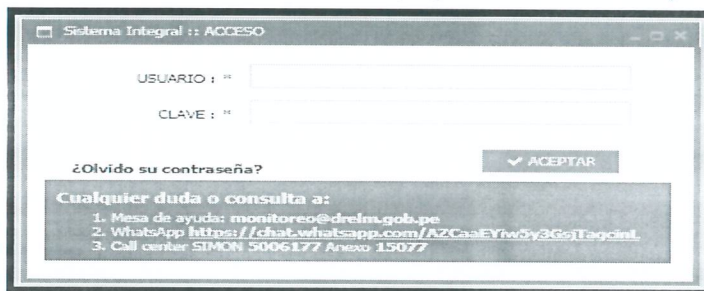 Sistema Integral :: ACCESO
USUARIO : *
CLAVE : *
¿Olvido su contraseña?
ACEPTAR
Cualquier duda o consulta a:
1. Mesa de ayuda: monitoreo@drelm.gob.pe
2. WhatsApp
3. Call center SIMON 5006177 Anexo 15077